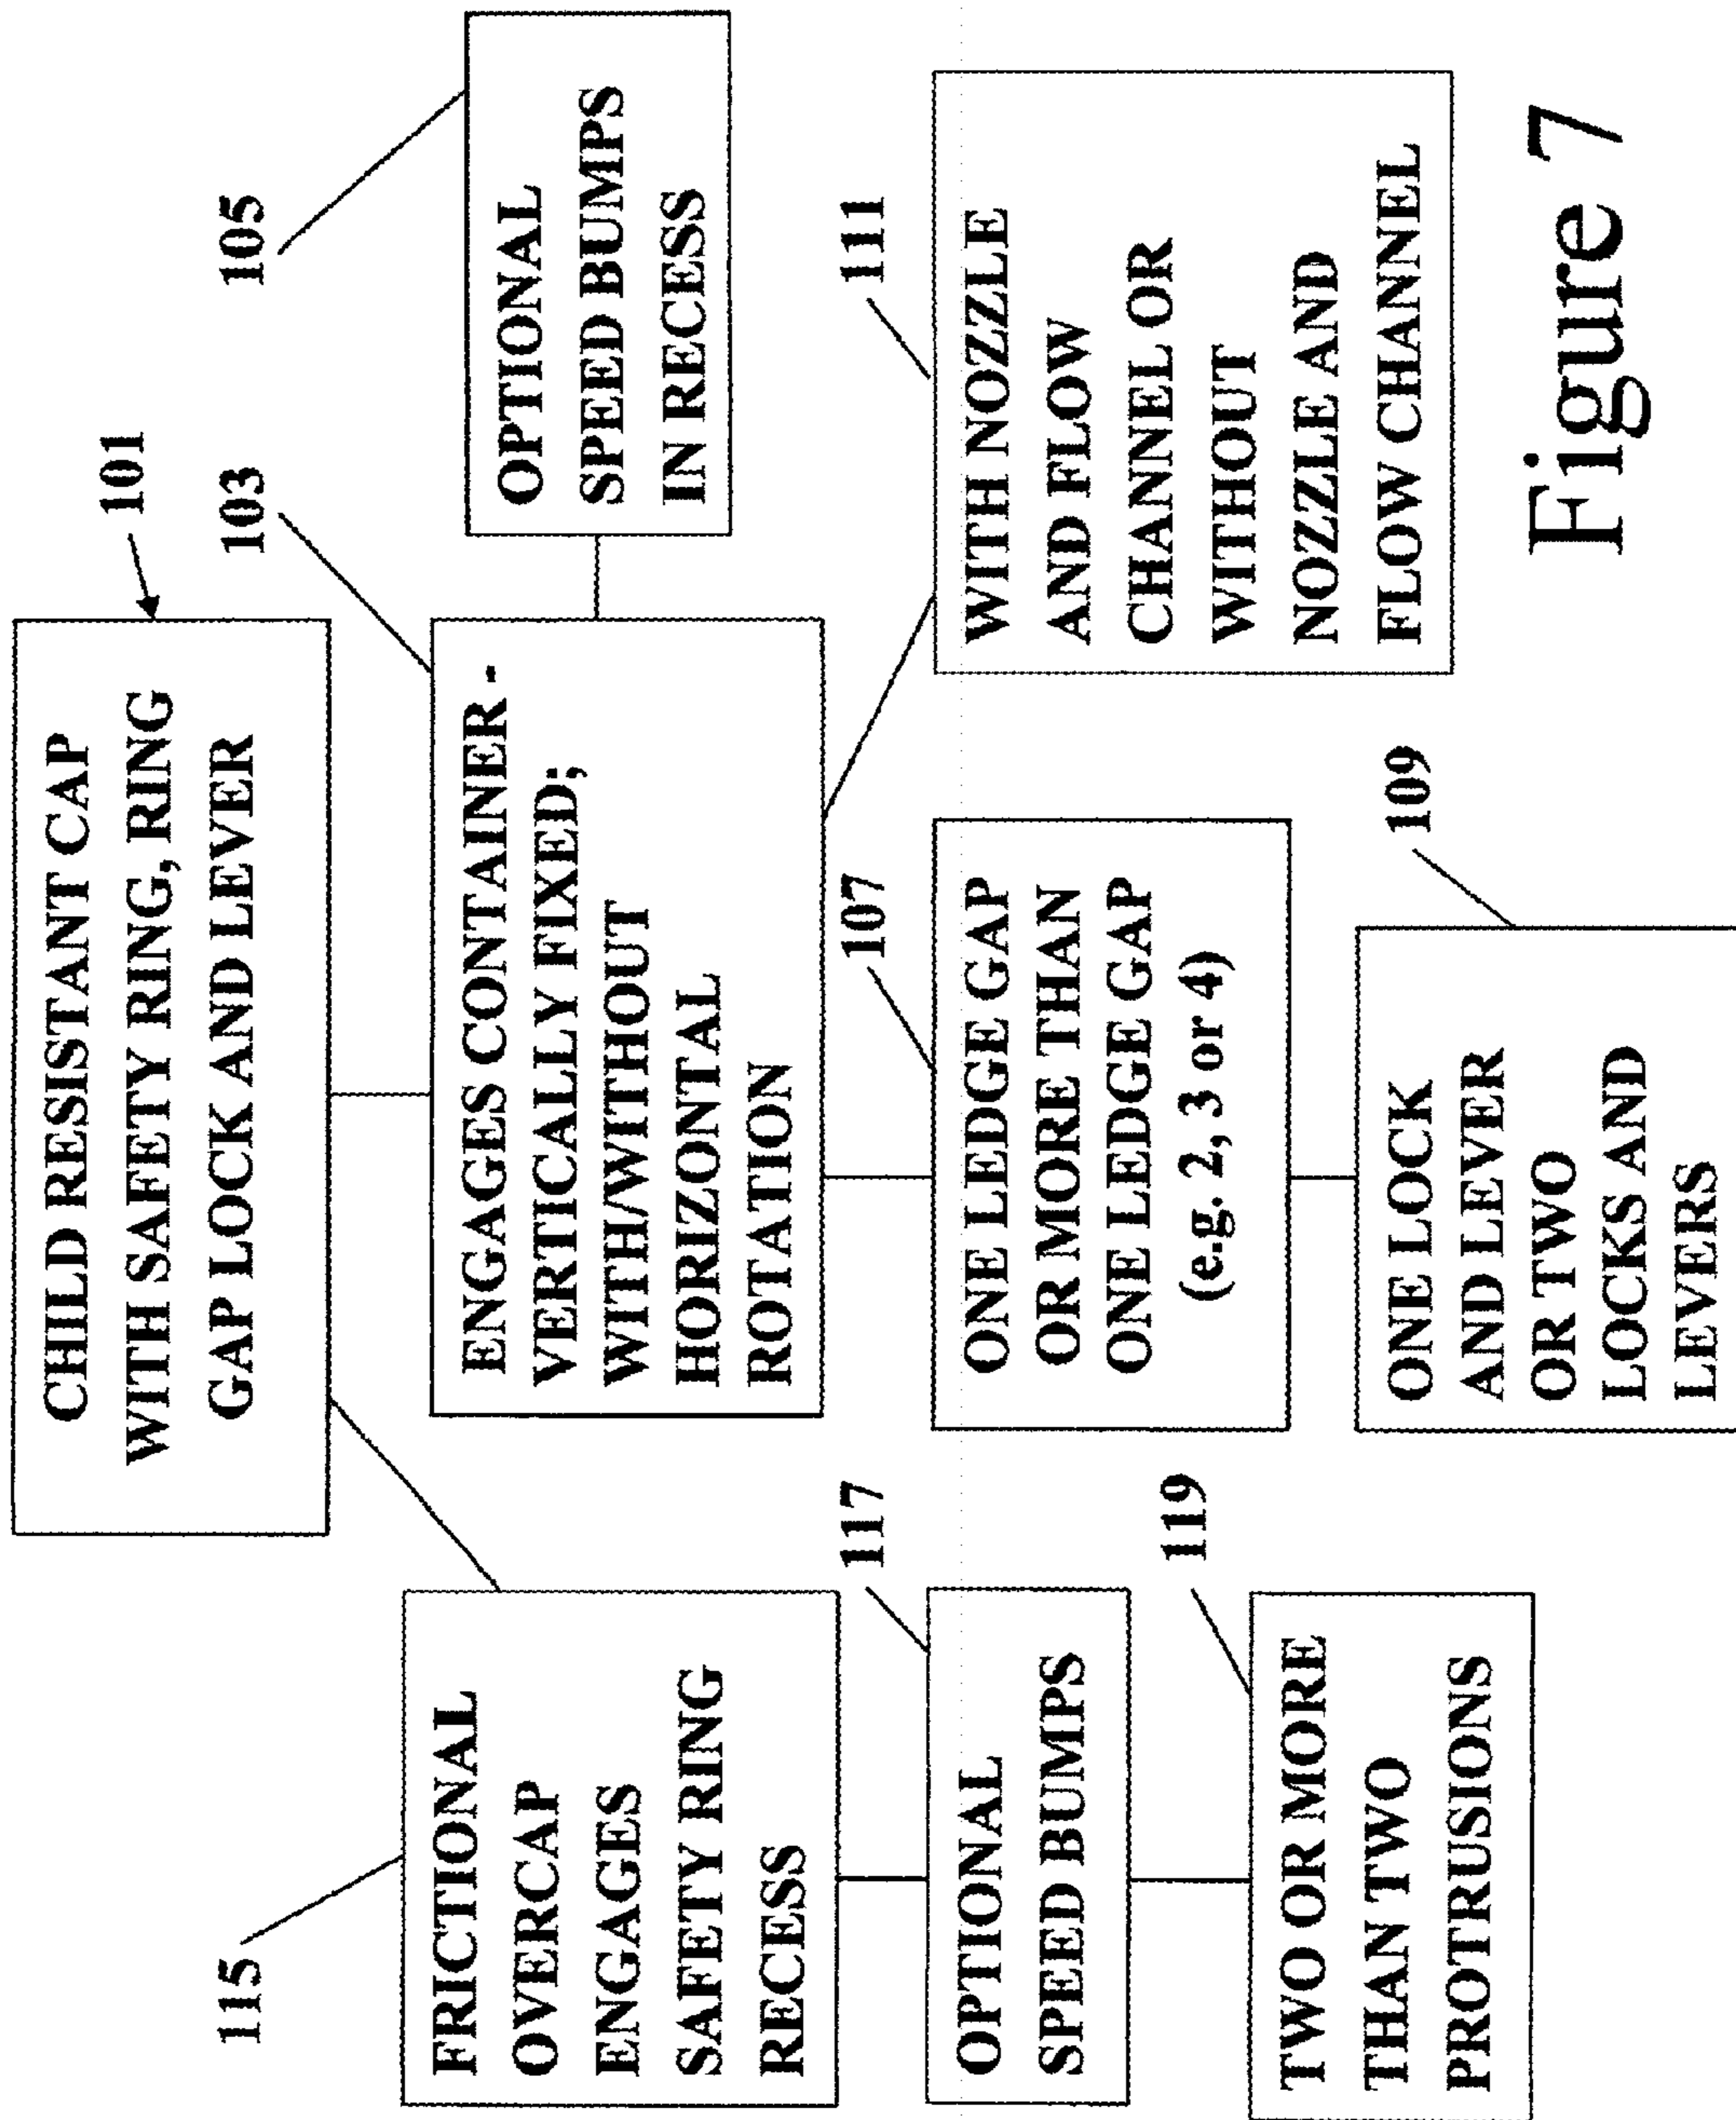 101
CHILD RESISTANT CAP
WITH SAFETY RING, RING
GAP LOCK AND LEVER
115
FRICTIONAL
OVERCAP
ENGAGES
SAFETY RING
RECESS
103
ENGAGES CONTAINER -
VERTICALLY FIXED;
WITH/WITHOUT
HORIZONTAL
ROTATION
105
OPTIONAL
SPEED BUMPS
IN RECESS
117
OPTIONAL
SPEED BUMPS
107
ONE LEDGE GAP
OR MORE THAN
ONE LEDGE GAP
(e.g. 2, 3 or 4)
111
WITH NOZZLE
AND FLOW
CHANNEL OR
WITHOUT
NOZZLE AND
FLOW CHANNEL
119
TWO OR MORE
THAN TWO
PROTRUSIONS
109
ONE LOCK
AND LEVER
OR TWO
LOCKS AND
LEVERS
Figure 7